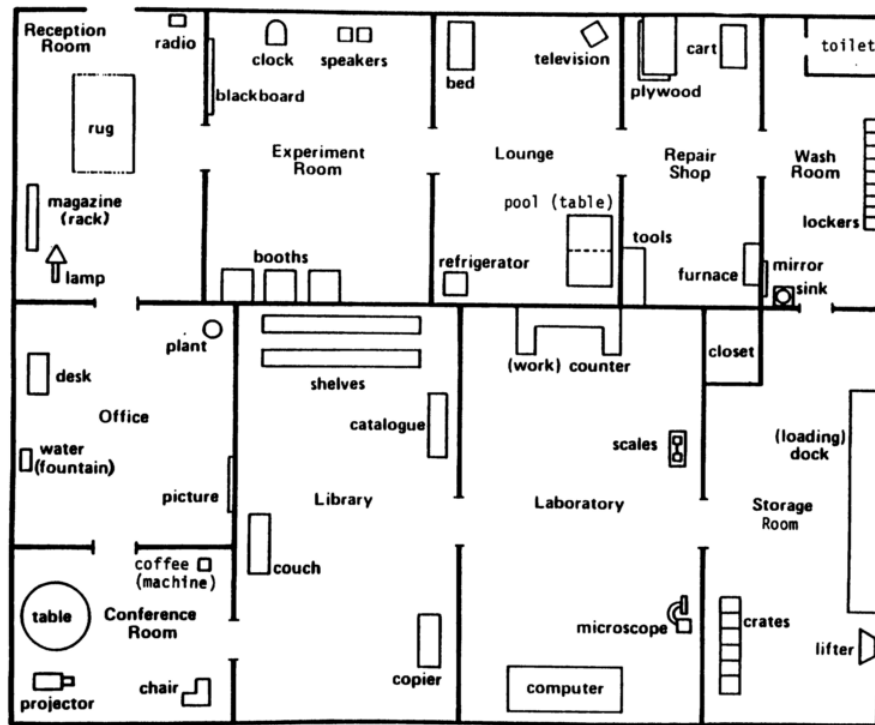 Reception
Room
radio
rug
magazine
(rack)
lamp
clock
speakers
blackboard
Experiment
Room
booths
bed
television
Lounge
pool (table)
refrigerator
cart
plywood
Repair
Shop
tools
furnace
toilet
Wash
Room
lockers
mirror
sink
plant
desk
Office
water
(fountain)
picture
shelves
catalogue
Library
couch
copier
(work) counter
scales
Laboratory
microscope
computer
closet
(loading)
dock
Storage
Room
crates
lifter
coffee
(machine)
table
Conference
Room
projector
chair